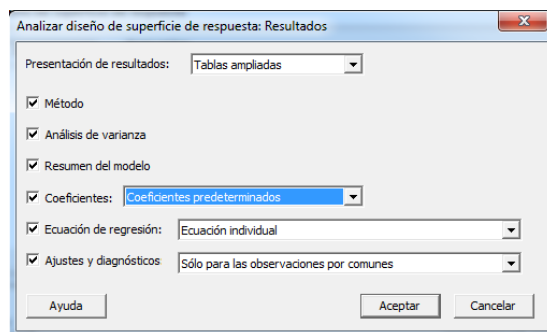 Analizar diseño de superficie de respuesta: Resultados
Presentación de resultados: Tablas ampliadas
Método
Análisis de varianza
Resumen del modelo
Coeficientes: Coeficientes predeterminados
Ecuación de regresión: Ecuación individual
Ajustes y diagnósticos Sólo para las observaciones por comunes
Ayuda Aceptar Cancelar